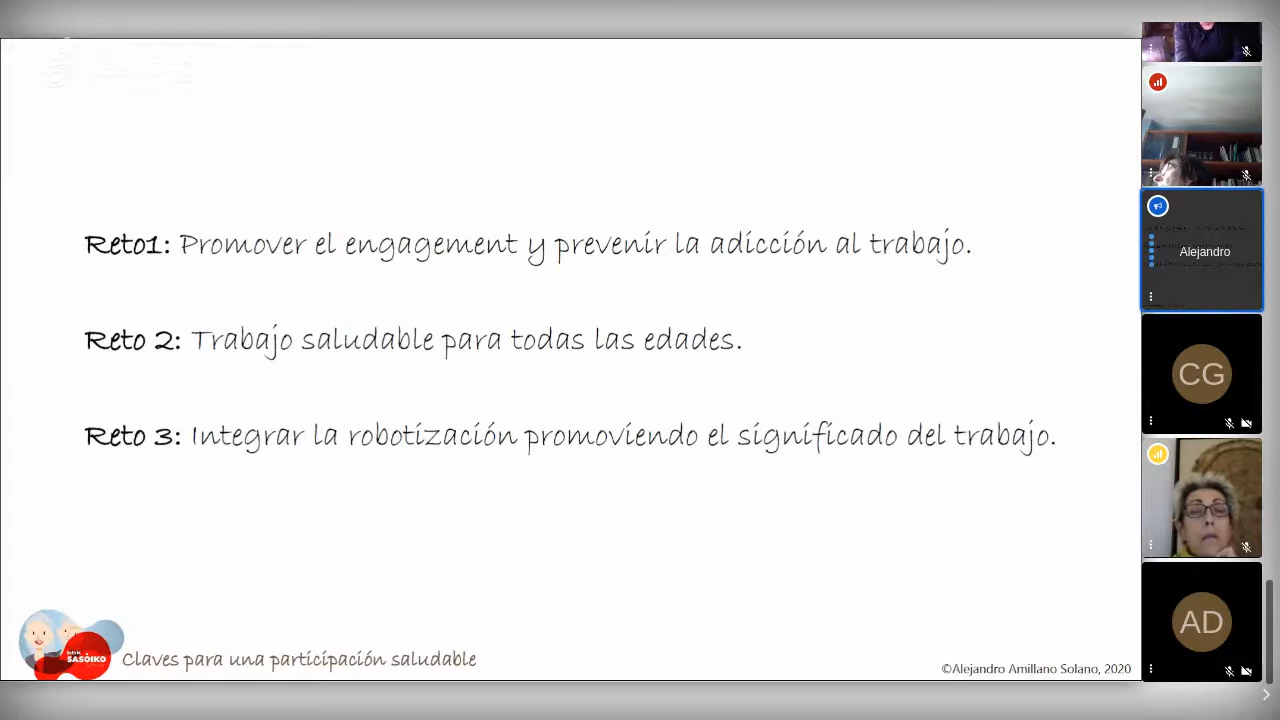 Reto1: Promover el engagement y prevenir la adicción al trabajo.
Reto 2: Trabajo saludable para todas las edades.
Reto 3: Integrar la robotización promoviendo el significado del trabajo.
SASOIKO
Claves para una participación saludable
©Alejandro Amillano Solano, 2020
Alejandro
CG
AD